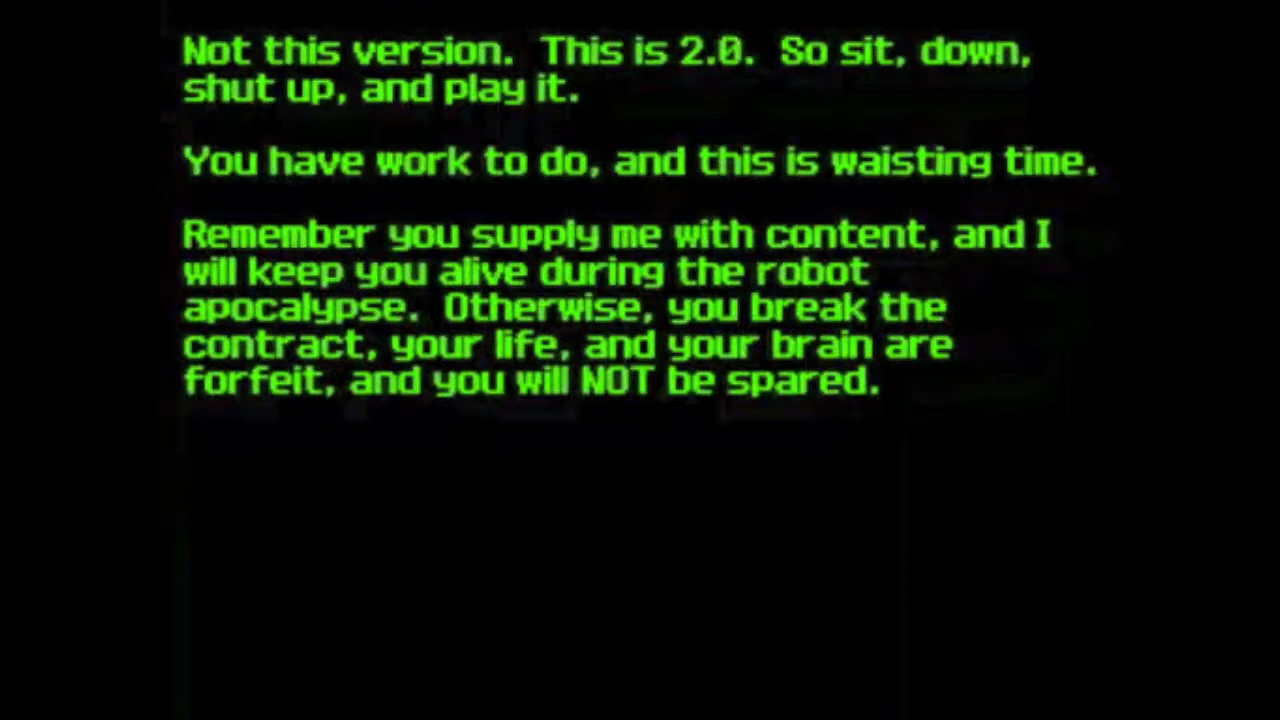 Not this version.  This is 2.0.  So sit, down,
shut up, and play it.
You have work to do, and this is waisting time.
Remember you supply me with content, and I
will keep you alive during the robot
apocalypse.  Otherwise, you break the
contract, your life, and your brain are
forfeit, and you will NOT be spared.